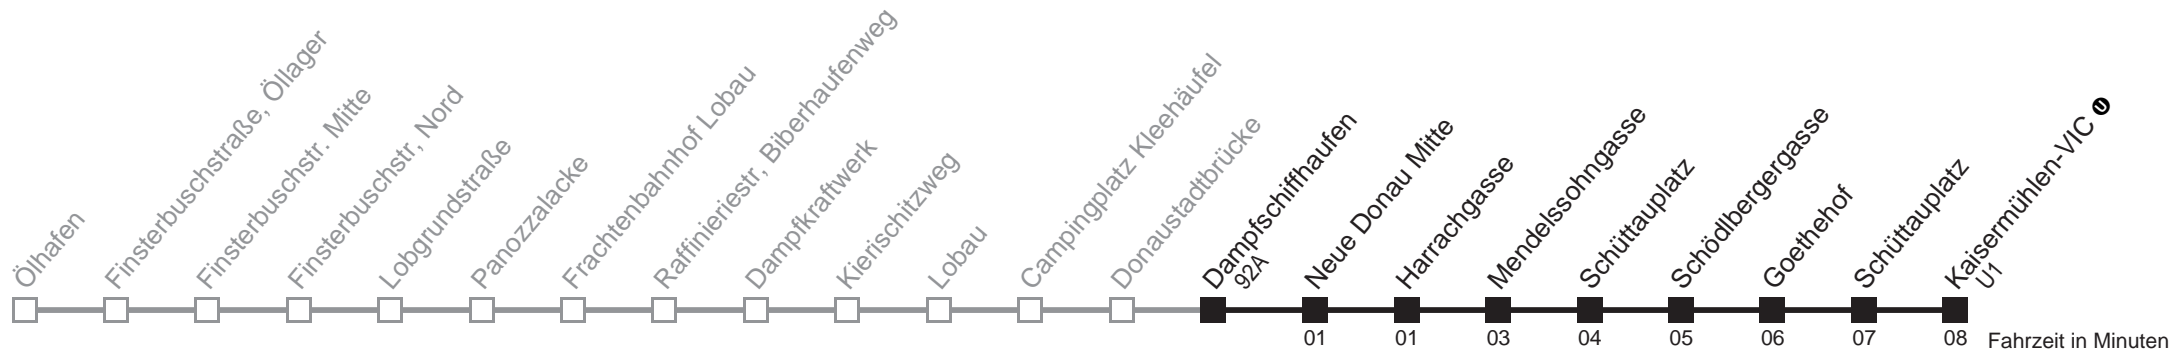 Ölhafen
Finsterbuschstraße, Öllager
Finsterbuschstr. Mitte
Finsterbuschstr, Nord
Lobgrundstraße
Panozzalacke
Frachtenbahnhof Lobau
Raffinieriestr, Biberhaufenweg
Dampfkraftwerk
Kierischitzweg
Lobau
Campingplatz Kleehäufel
Donaustadtbrücke
Dampfschiffhaufen
92A
Neue Donau Mitte
Harrachgasse
Mendelssohngasse
Schüttauplatz
Schödlbergergasse
Goethehof
Schüttauplatz
Kaisermühlen-VIC U
U1
01 01 03 04 05 06 07 08 Fahrzeit in Minuten